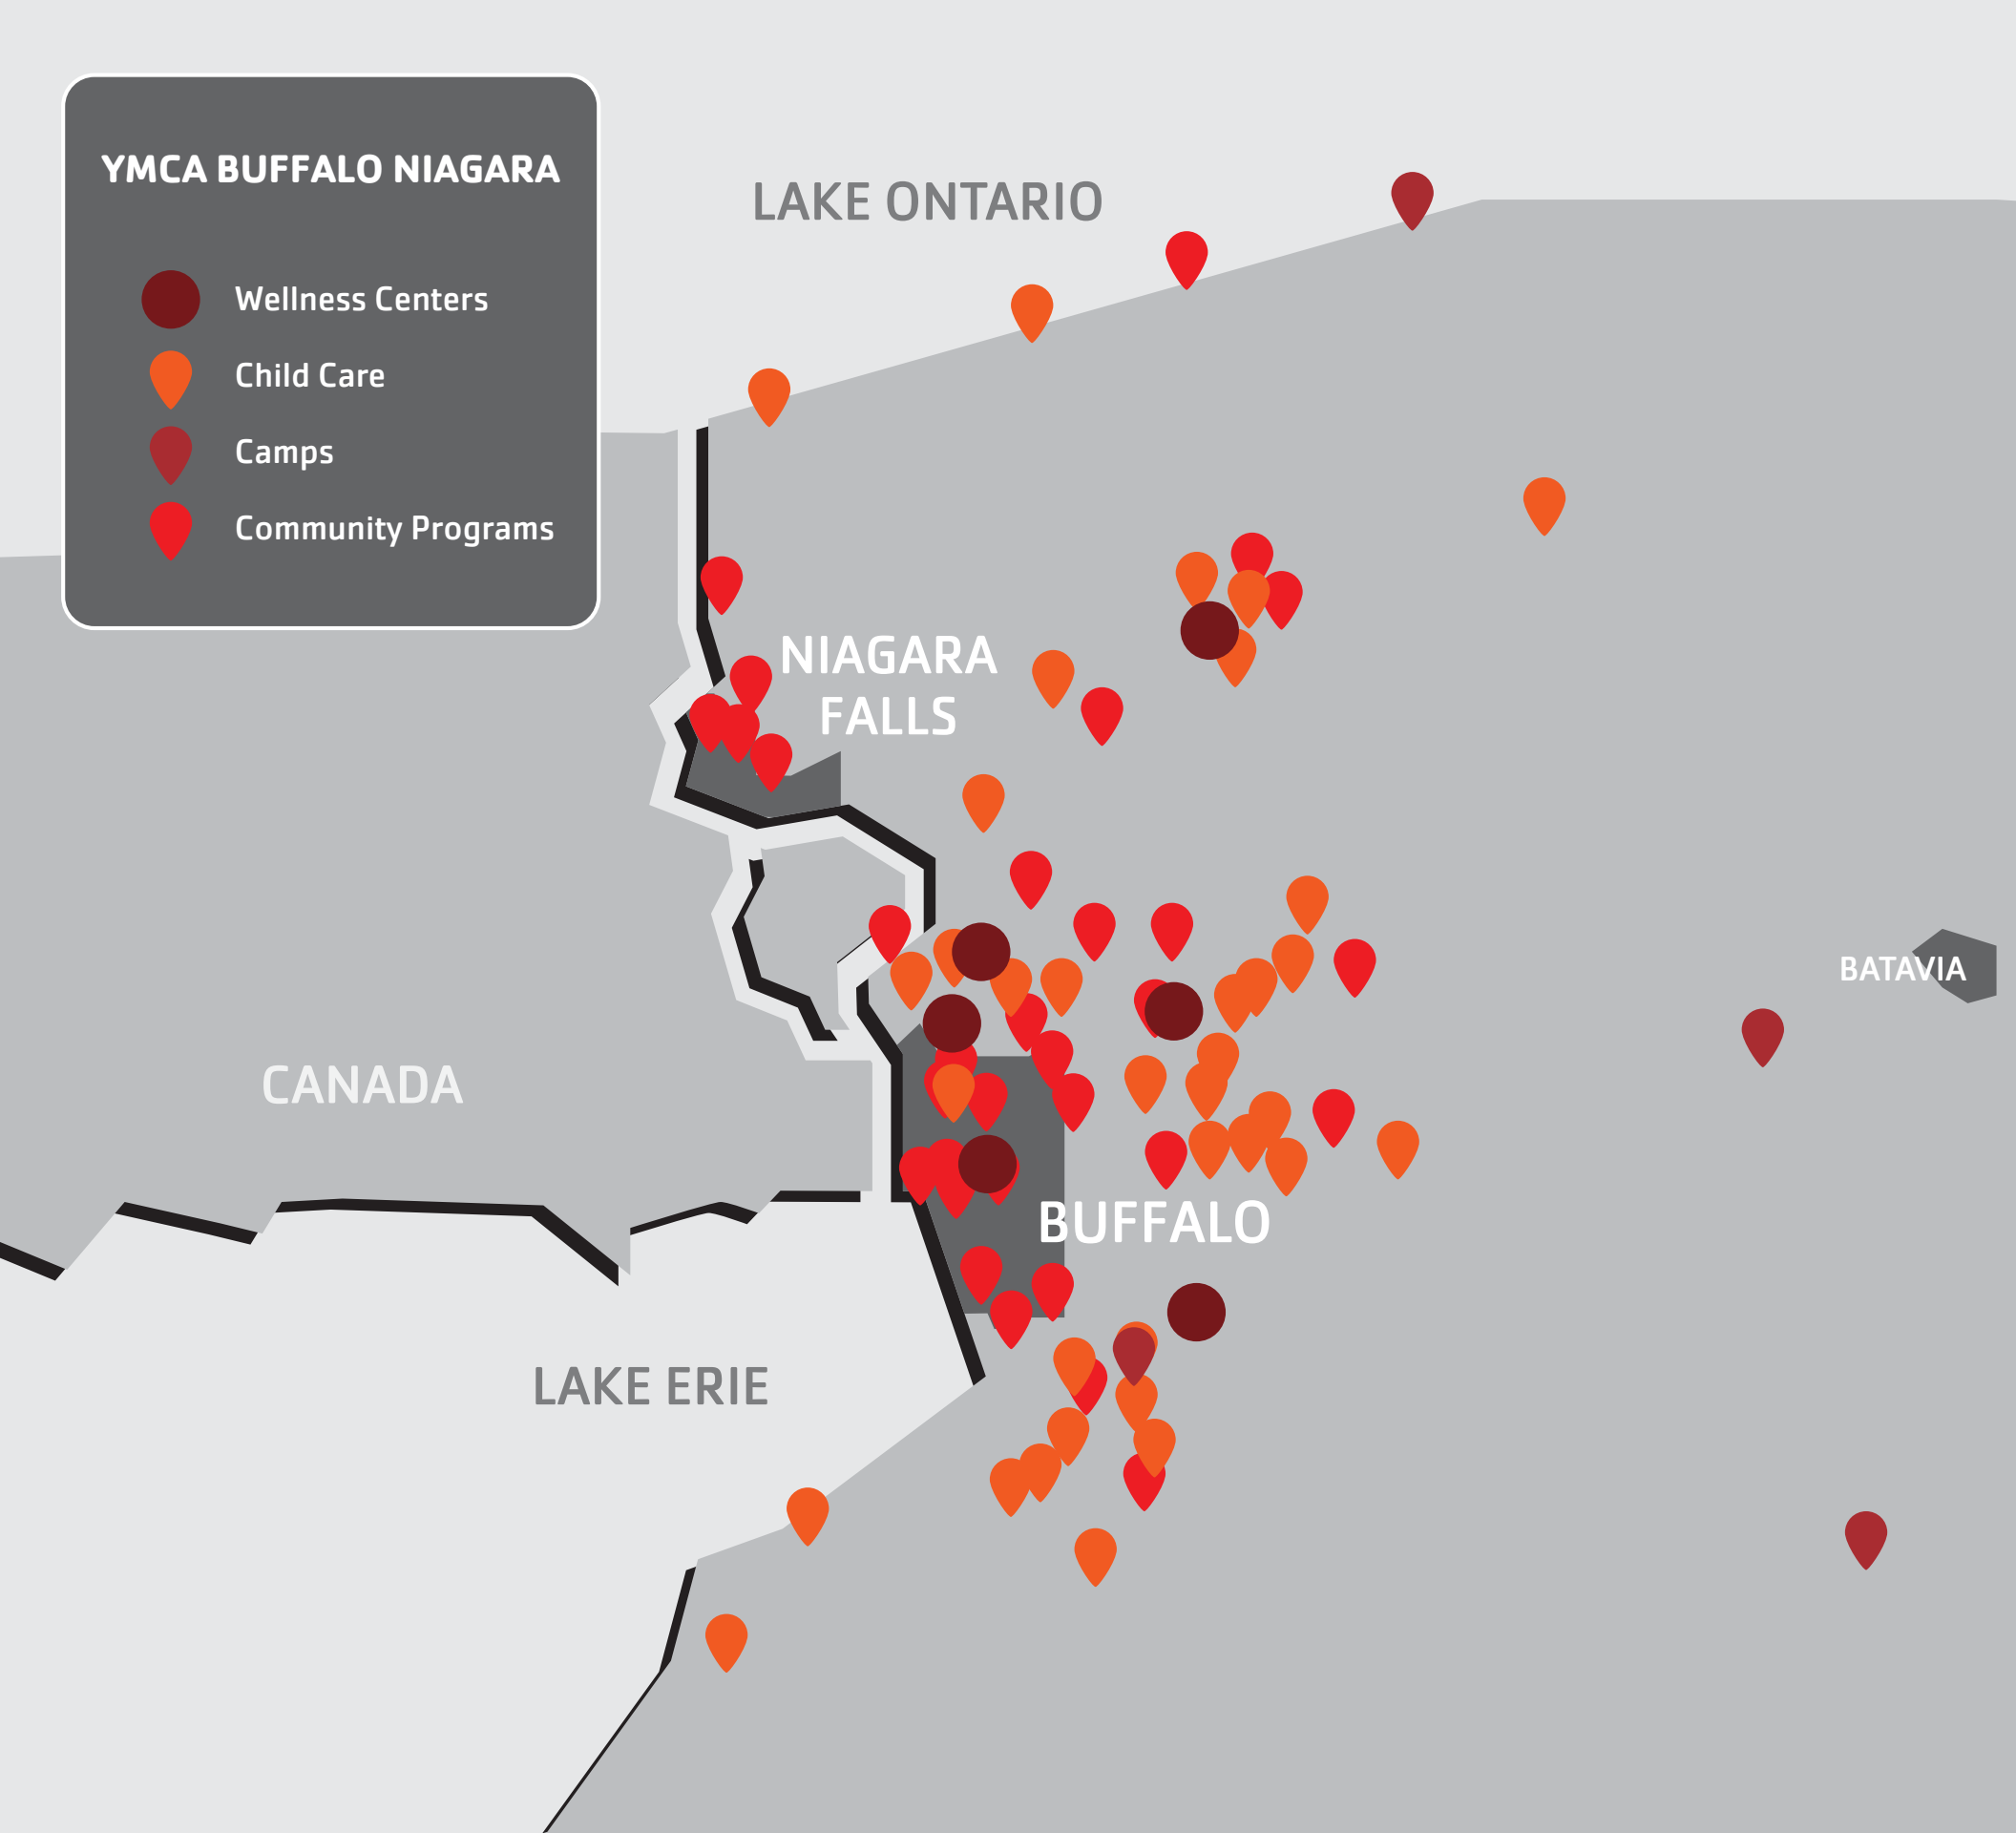 YMCA BUFFALO NIAGARA
Wellness Centers
Child Care
Camps
Community Programs
LAKE ONTARIO
NIAGARA
FALLS
BATAVIA
CANADA
BUFFALO
LAKE ERIE